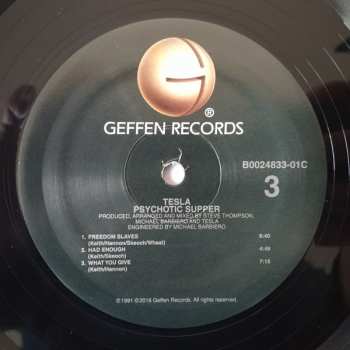 G
®
GEFFEN RECORDS
B0024833-01C
3
TESLA
PSYCHOTIC SUPPER
PRODUCED, ARRANGED AND MIXED BY STEVE THOMPSON,
MICHAEL BARBIERO AND TESLA
ENGINEERED BY MICHAEL BARBIERO
1. FREEDOM SLAVES 6:40
(Keith/Hannon/Skeoch/Wheat)
2. HAD ENOUGH 4:49
(Keith/Skeoch)
3. WHAT YOU GIVE 7:15
(Keith/Hannon)
©1991 ℗2016 Geffen Records. All rights reserved.